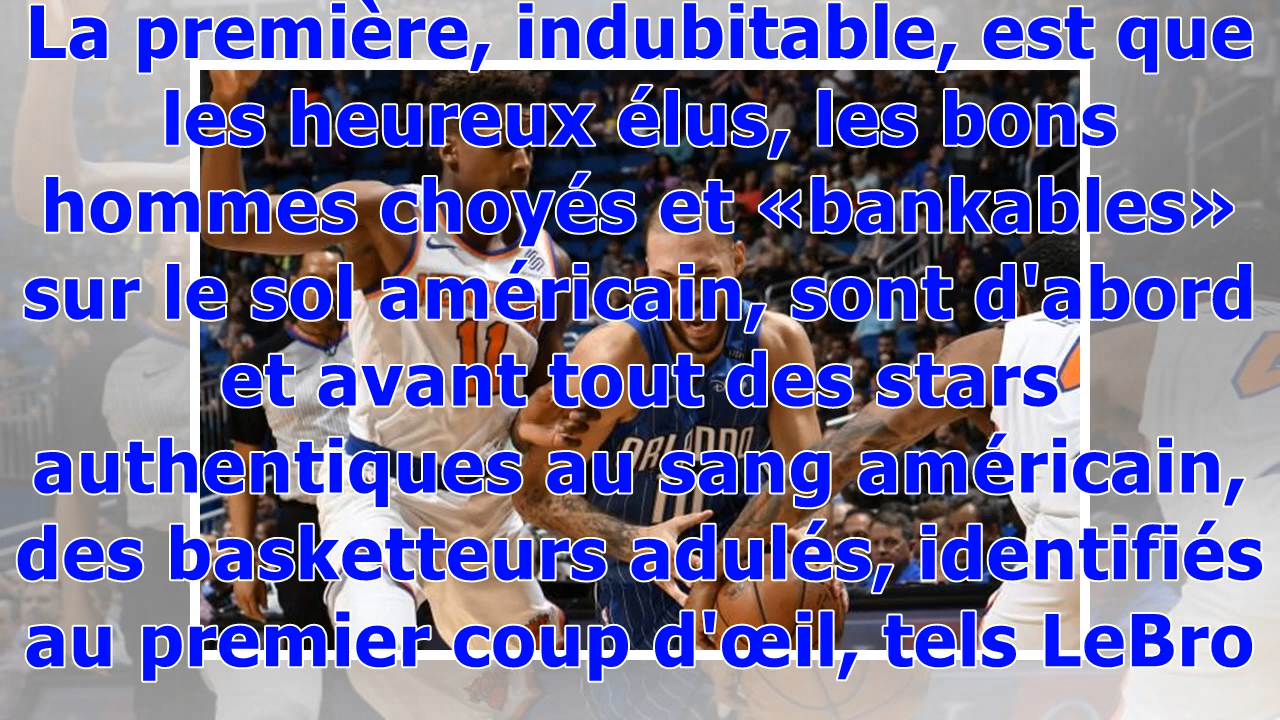 La première, indubitable, est que
les heureux élus, les bons
hommes choyés et «bankables»
sur le sol américain, sont d'abord
et avant tout des stars
authentiques au sang américain,
des basketteurs adulés, identifiés
au premier coup d'œil, tels LeBro
11
ORLANDO